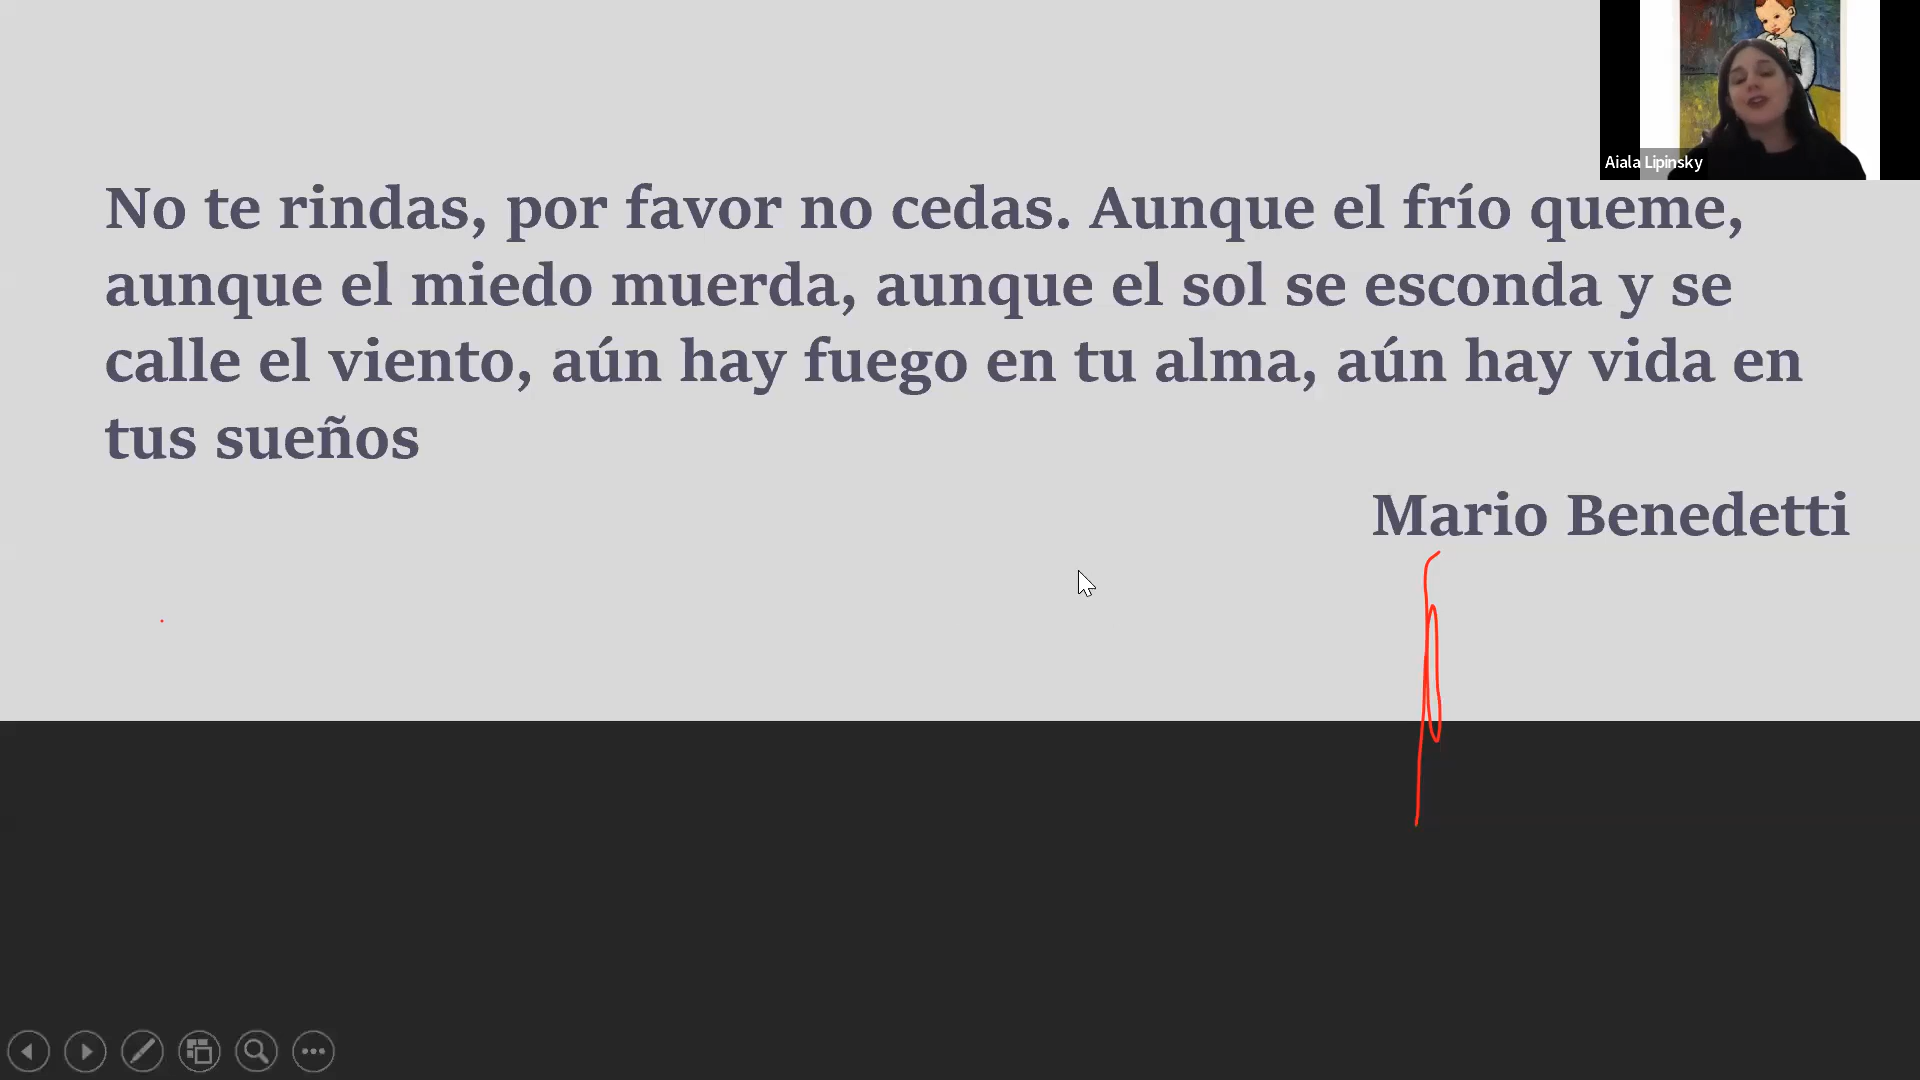 Aiala Lipinsky
No te rindas, por favor no cedas. Aunque el frío queme,
aunque el miedo muerda, aunque el sol se esconda y se
calle el viento, aún hay fuego en tu alma, aún hay vida en
tus sueños
Mario Benedetti